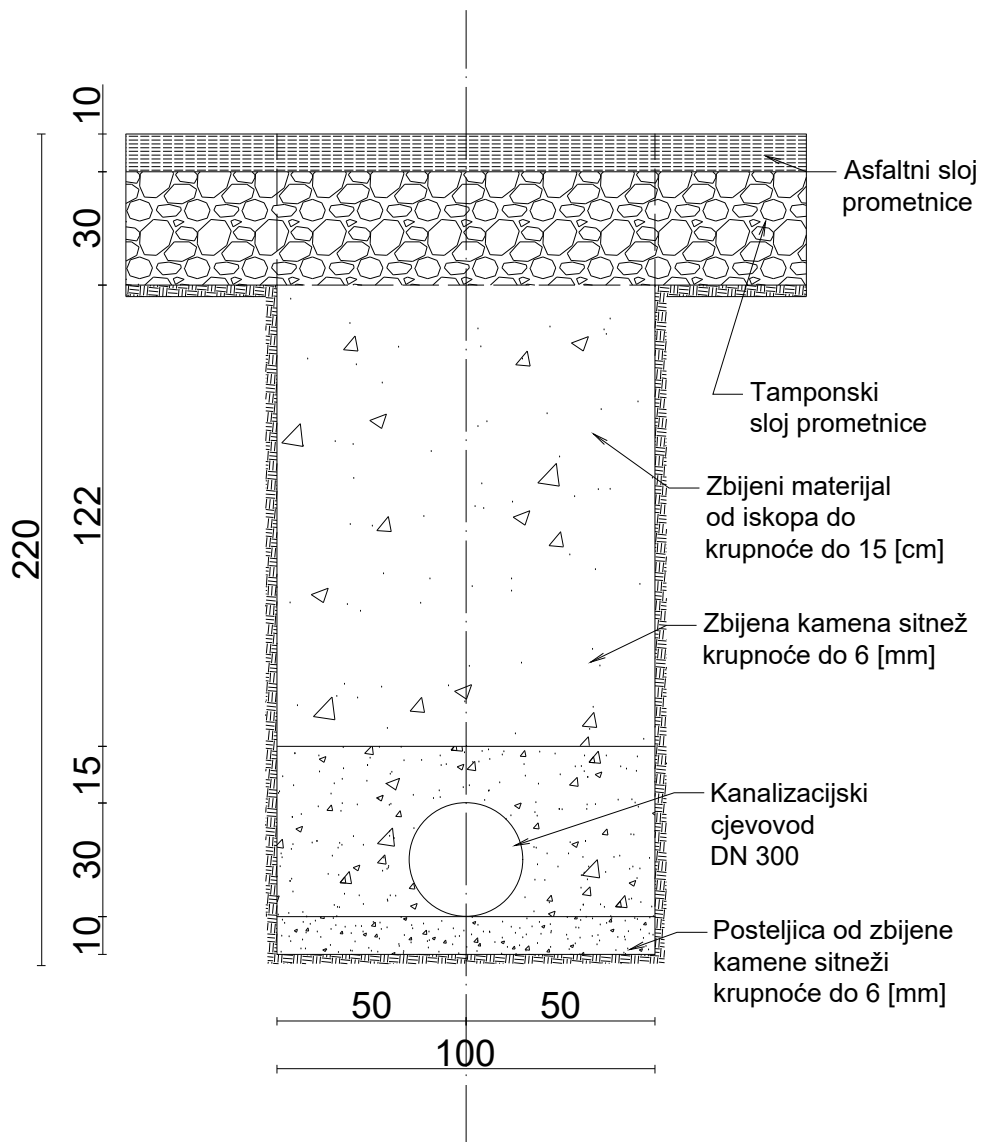 10
30
122
220
15
30
10
Asfaltni sloj
prometnice
Tamponski
sloj prometnice
Zbijeni materijal
od iskopa do
krupnoće do 15 [cm]
Zbijena kamena sitnež
krupnoće do 6 [mm]
Kanalizacijski
cjevovod
DN 300
Posteljica od zbijene
kamene sitneži
krupnoće do 6 [mm]
50
50
100